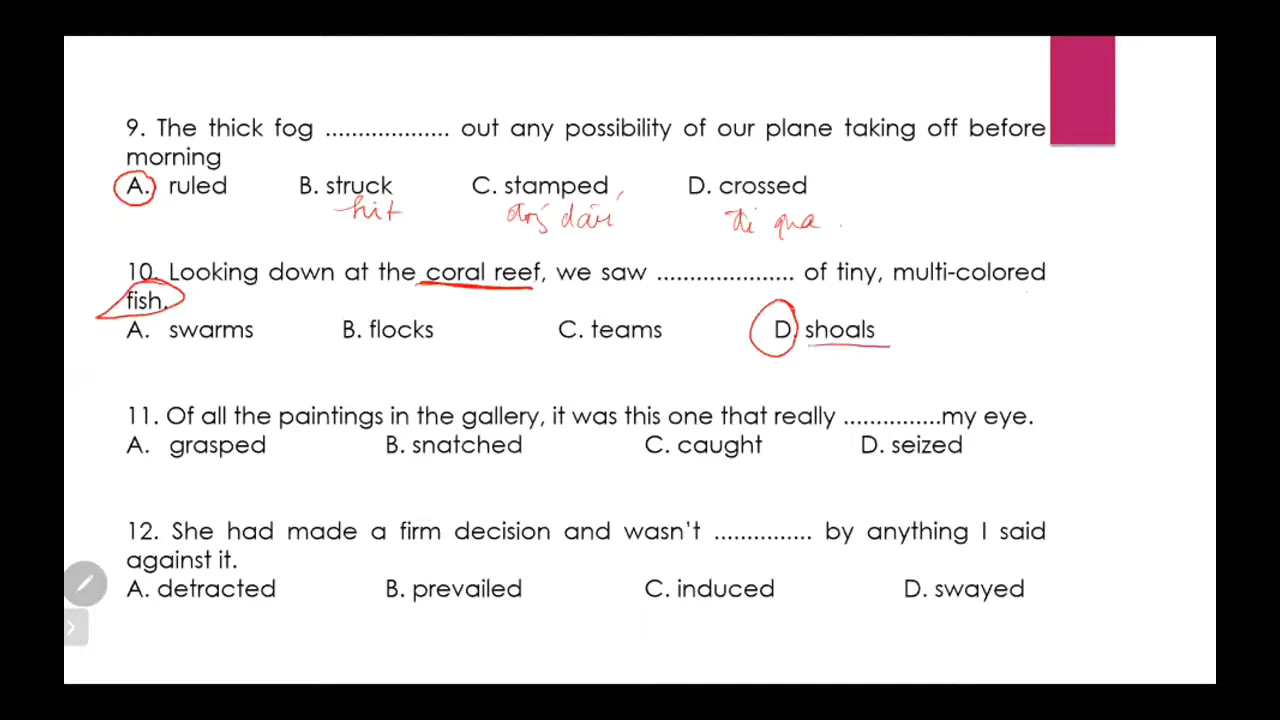 9. The thick fog ................... out any possibility of our plane taking off before
morning
A. ruled B. struck C. stamped D. crossed
hit đóng dấu đi qua
10. Looking down at the coral reef, we saw ..................... of tiny, multi-colored
fish.
A. swarms B. flocks C. teams D. shoals
11. Of all the paintings in the gallery, it was this one that really ...............my eye.
A. grasped B. snatched C. caught D. seized
12. She had made a firm decision and wasn't ............... by anything I said
against it.
A. detracted B. prevailed C. induced D. swayed